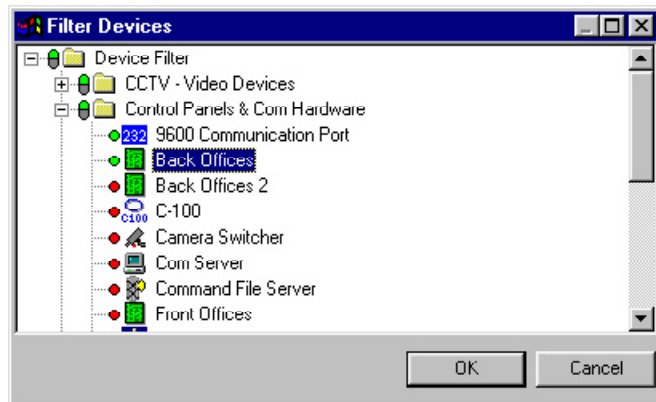 Filter Devices
Device Filter
CCTV - Video Devices
Control Panels & Com Hardware
232 9600 Communication Port
Back Offices
Back Offices 2
C100 C-100
Camera Switcher
Com Server
Command File Server
Front Offices
OK Cancel